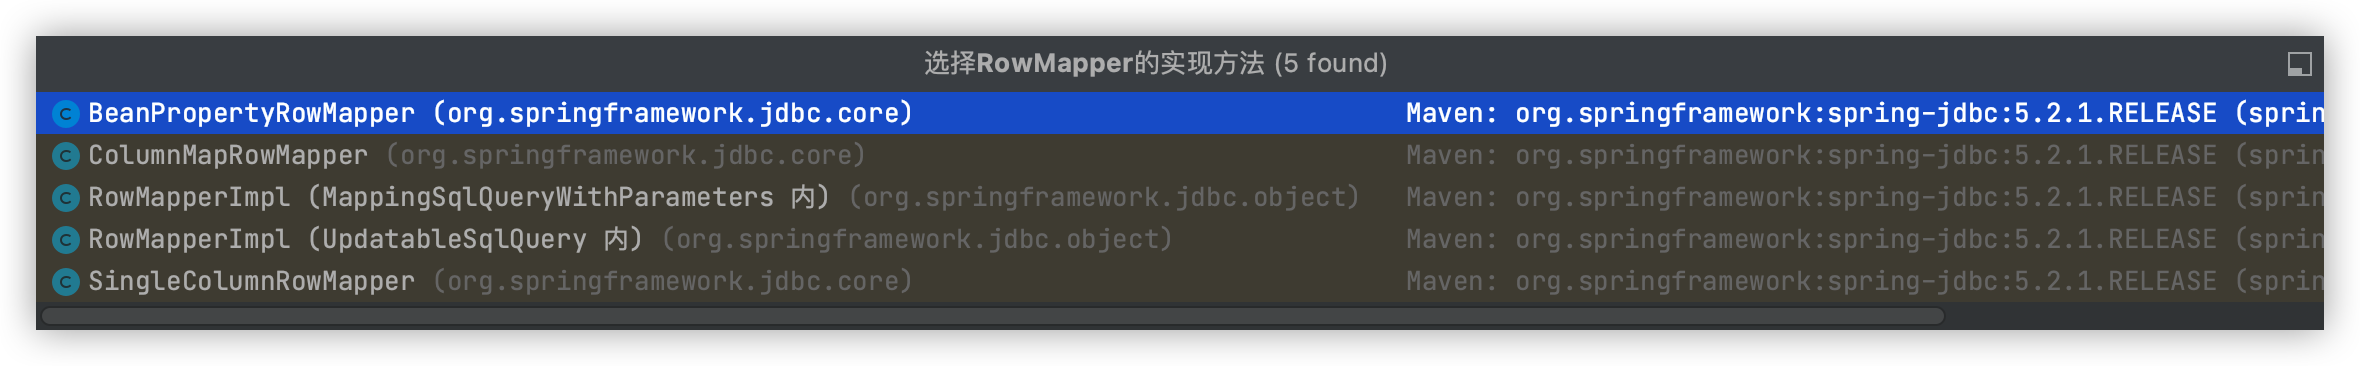 选择RowMapper的实现方法 (5 found)
BeanPropertyRowMapper (org.springframework.jdbc.core) Maven: org.springframework:spring-jdbc:5.2.1.RELEASE (sprin
ColumnMapRowMapper (org.springframework.jdbc.core) Maven: org.springframework:spring-jdbc:5.2.1.RELEASE (sprin
RowMapperImpl (MappingSqlQueryWithParameters 内) (org.springframework.jdbc.object) Maven: org.springframework:spring-jdbc:5.2.1.RELEASE (sprin
RowMapperImpl (UpdatableSqlQuery 内) (org.springframework.jdbc.object) Maven: org.springframework:spring-jdbc:5.2.1.RELEASE (sprin
SingleColumnRowMapper (org.springframework.jdbc.core) Maven: org.springframework:spring-jdbc:5.2.1.RELEASE (sprin